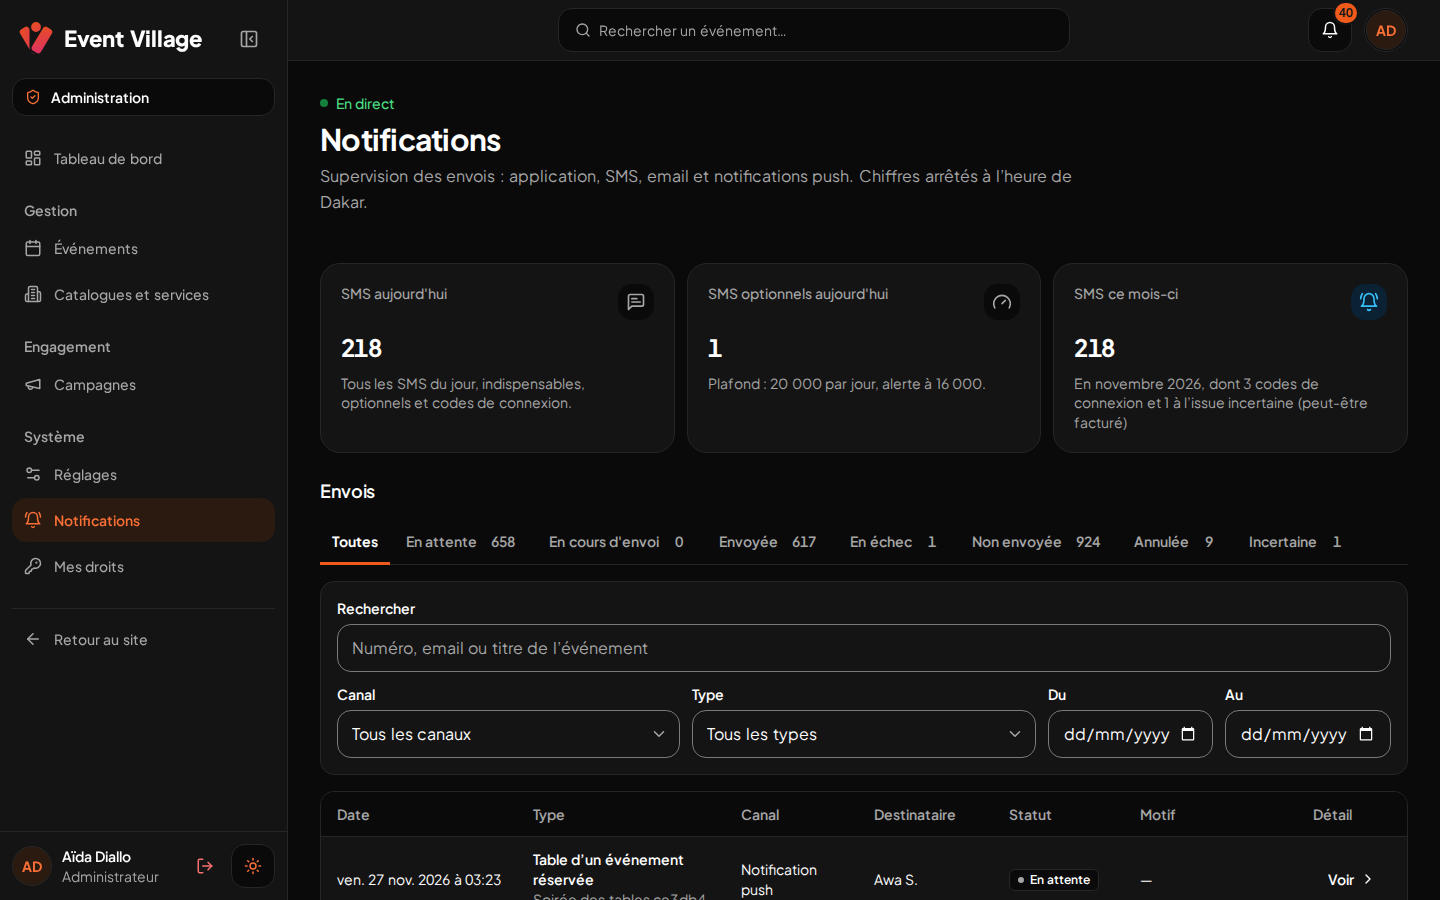 Event Village
Rechercher un événement…
40
AD
Administration
Tableau de bord
Gestion
Événements
Catalogues et services
Engagement
Campagnes
Système
Réglages
Notifications
Mes droits
Retour au site
AD
Aïda Diallo
Administrateur
En direct
Notifications
Supervision des envois : application, SMS, email et notifications push. Chiffres arrêtés à l’heure de
Dakar.
SMS aujourd'hui
218
Tous les SMS du jour, indispensables,
optionnels et codes de connexion.
SMS optionnels aujourd'hui
1
Plafond : 20 000 par jour, alerte à 16 000.
SMS ce mois-ci
218
En novembre 2026, dont 3 codes de
connexion et 1 à l’issue incertaine (peut-être
facturé)
Envois
Toutes En attente 658 En cours d'envoi 0 Envoyée 617 En échec 1 Non envoyée 924 Annulée 9 Incertaine 1
Rechercher
Numéro, email ou titre de l’événement
Canal Type Du Au
Tous les canaux Tous les types dd/mm/yyyy dd/mm/yyyy
Date Type Canal Destinataire Statut Motif Détail
ven. 27 nov. 2026 à 03:23
Table d’un événement
réservée
Soirée des tables ce3db4
Notification
push
Awa S.
En attente
—
Voir